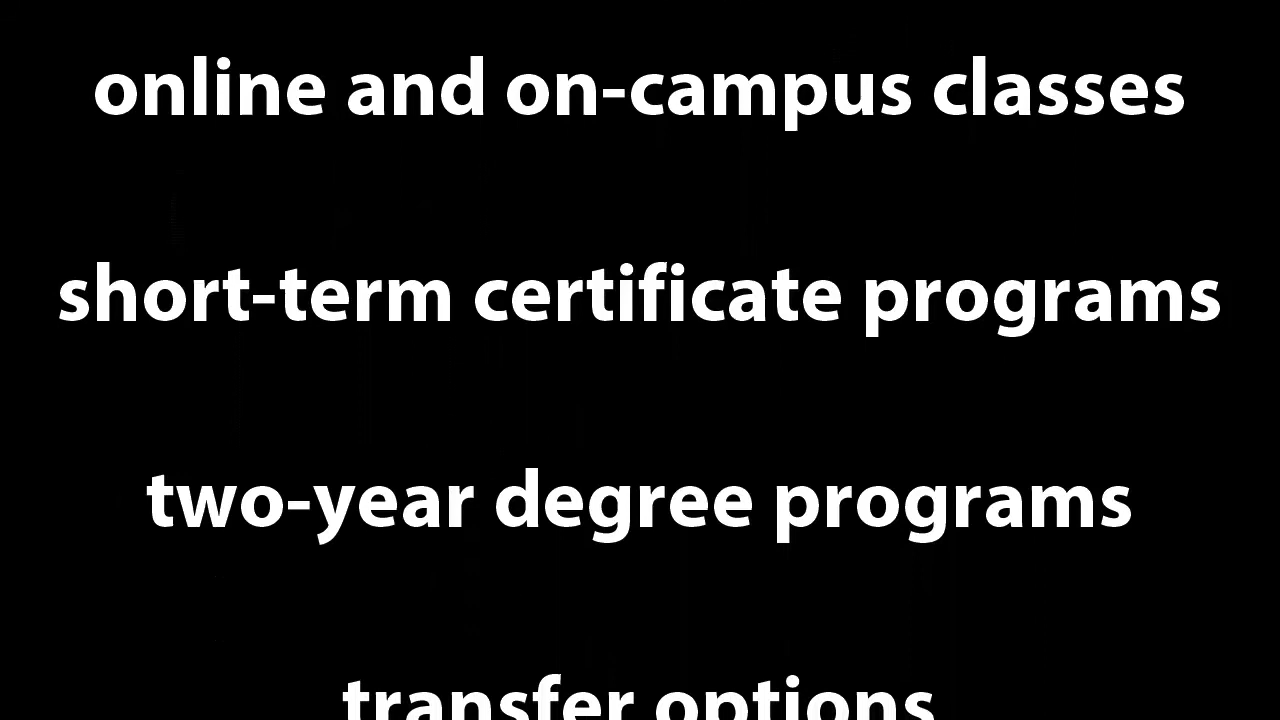 online and on-campus classes
short-term certificate programs
two-year degree programs
transfer options